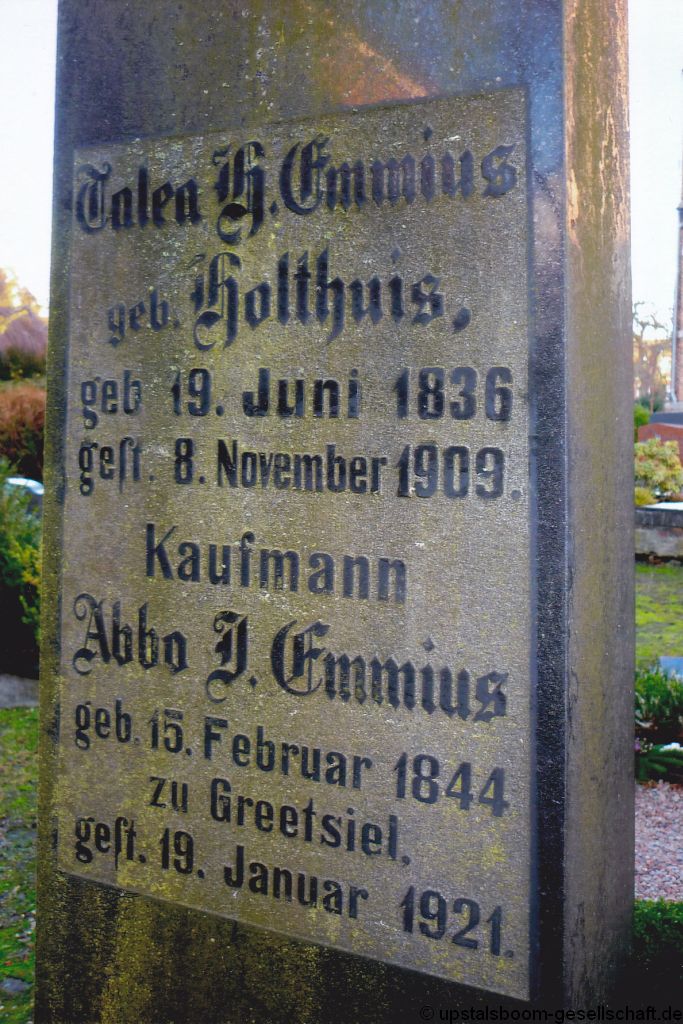 Talea H. Emmius
geb. Holthuis,
geb 19. Juni 1836
geſt. 8. November 1909.
Kaufmann
Abbo J. Emmius
geb. 15. Februar 1844
zu Greetsiel,
geſt. 19. Januar 1921.
© upstalsboom-gesellschaft.de